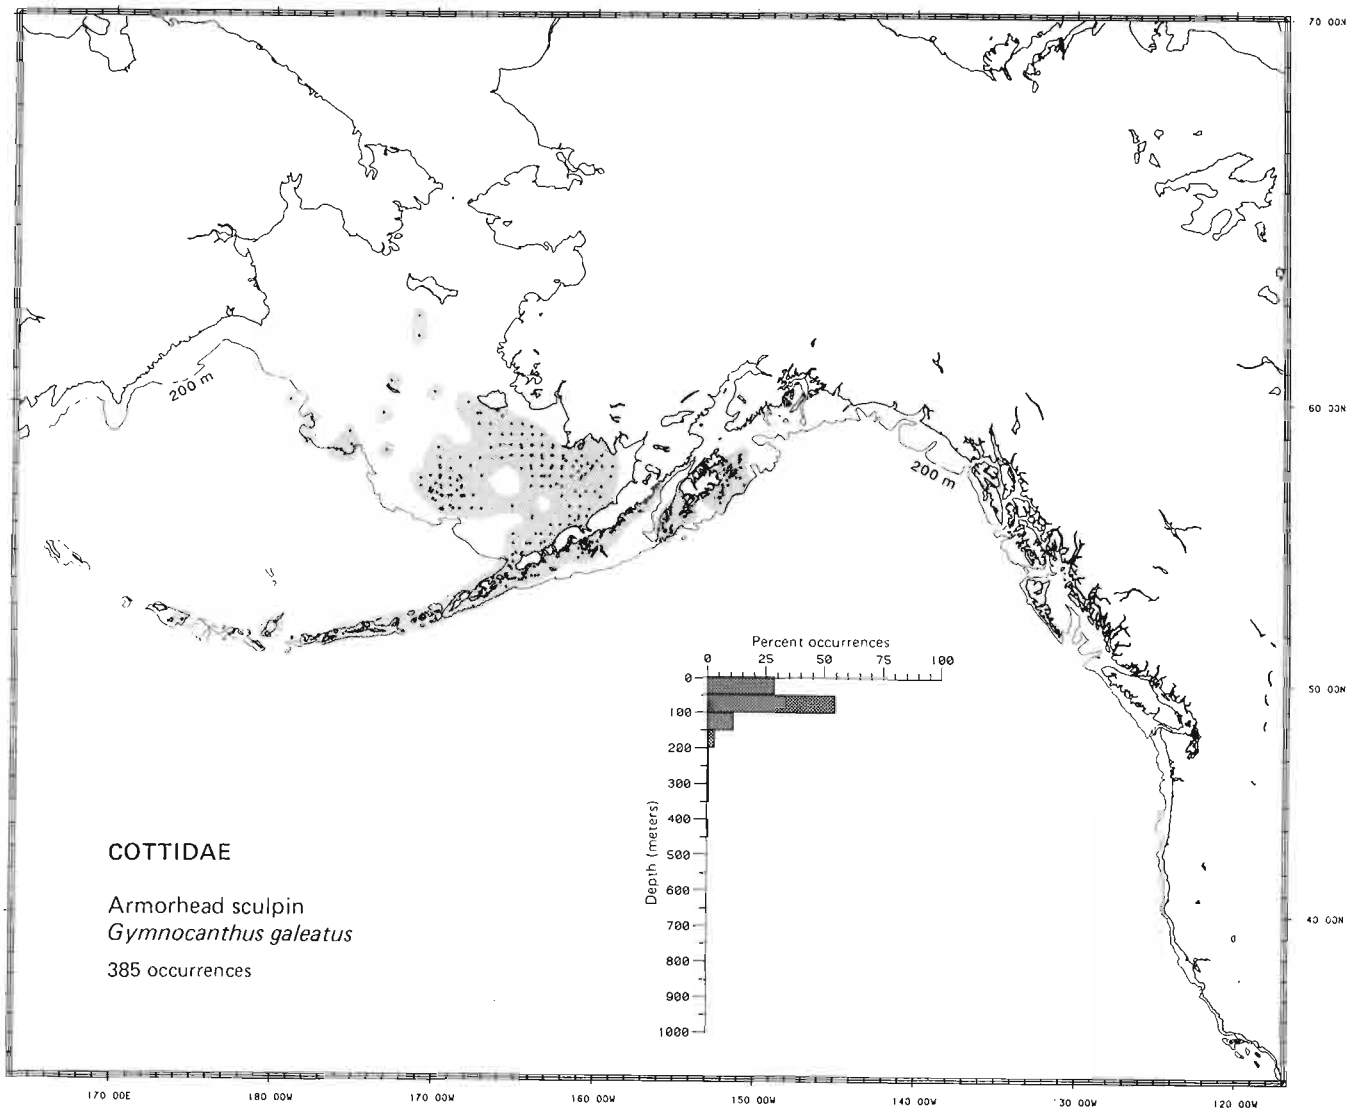 70 00N
200 m
60 00N
200 m
Percent occurrences
0 25 50 75 100
0
100
200
300
400
500
600
700
800
900
1000
Depth (meters)
50 00N
COTTIDAE
Armorhead sculpin
Gymnocanthus galeatus
385 occurrences
40 00N
170 00E 180 00W 170 00W 160 00W 150 00W 140 00W 130 00W 120 00W